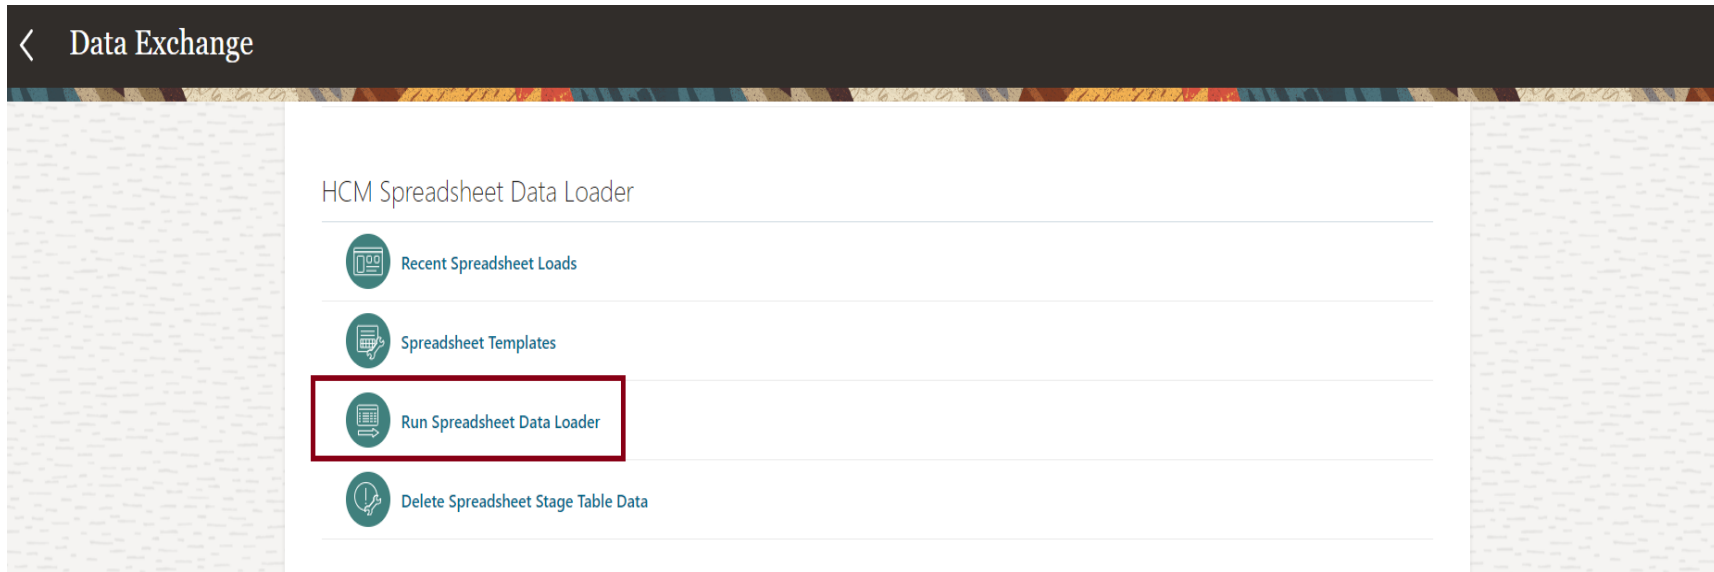 Data Exchange
HCM Spreadsheet Data Loader
Recent Spreadsheet Loads
Spreadsheet Templates
Run Spreadsheet Data Loader
Delete Spreadsheet Stage Table Data